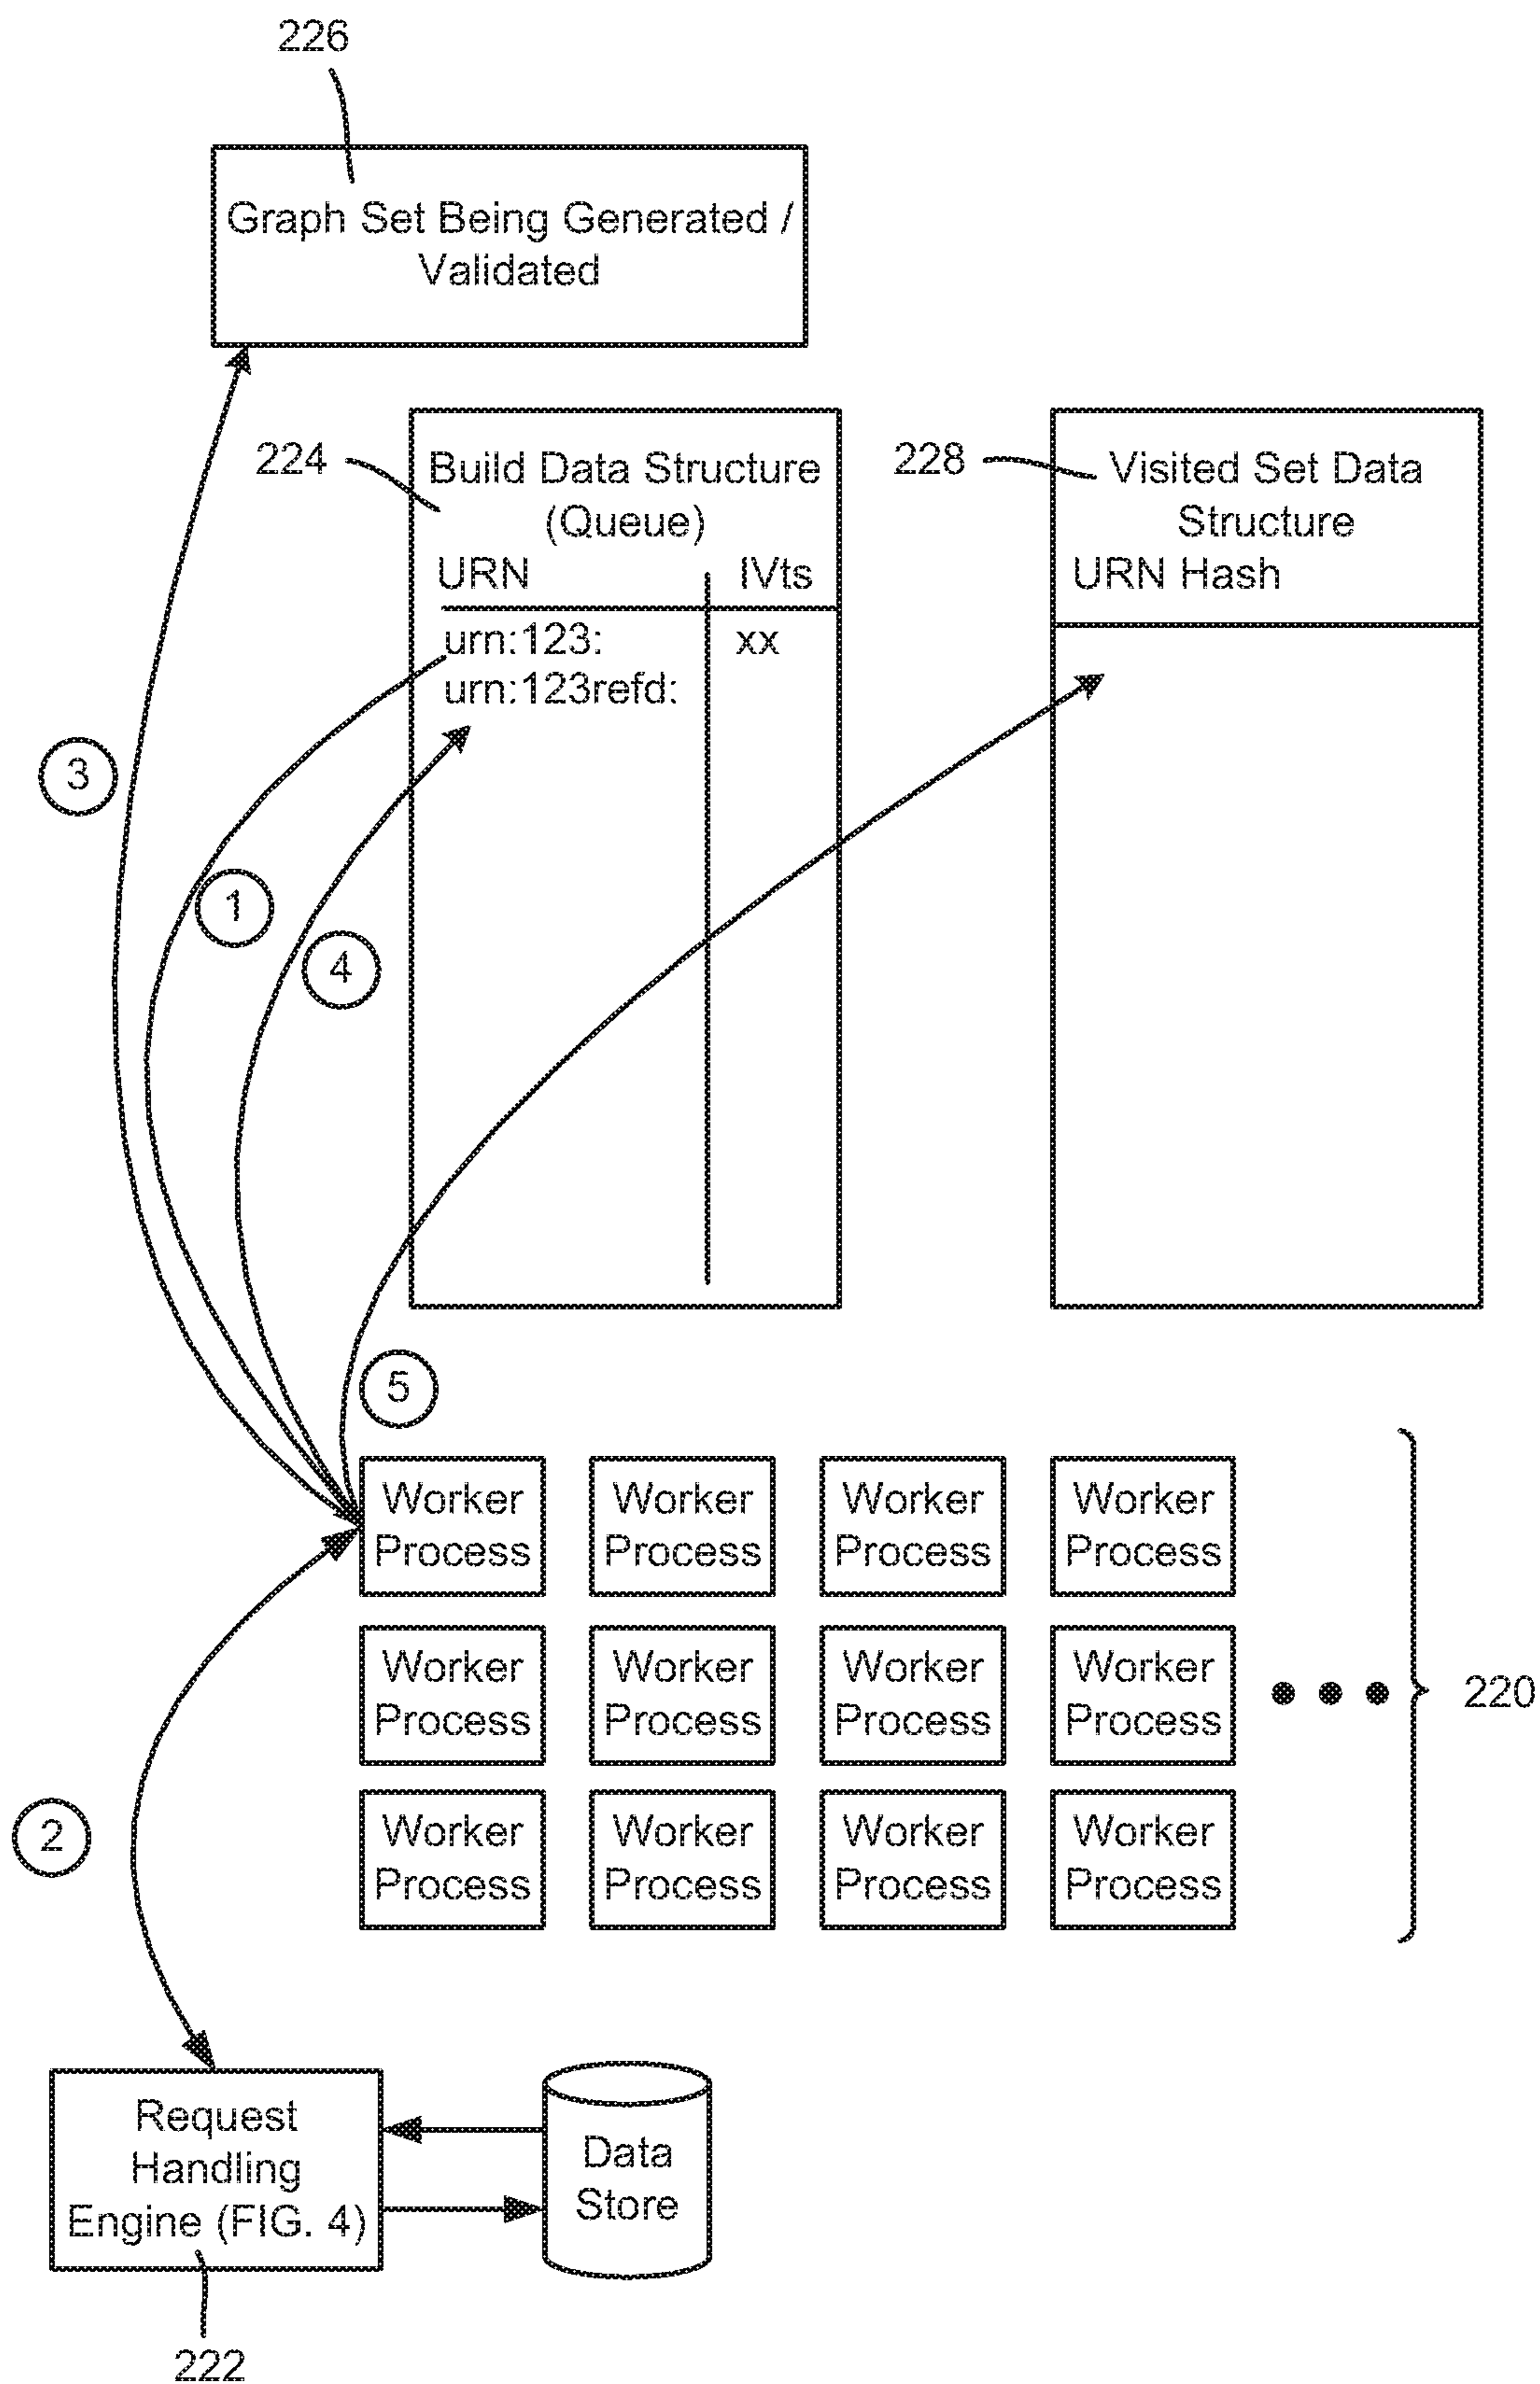 226
Graph Set Being Generated /
Validated
224
Build Data Structure
(Queue)
URN IVts
urn:123: xx
urn:123refd:
228
Visited Set Data
Structure
URN Hash
3
1
4
5
Worker
Process
Worker
Process
Worker
Process
Worker
Process
Worker
Process
Worker
Process
Worker
Process
Worker
Process
220
Worker
Process
Worker
Process
Worker
Process
Worker
Process
2
Request
Handling
Engine (FIG. 4)
Data
Store
222